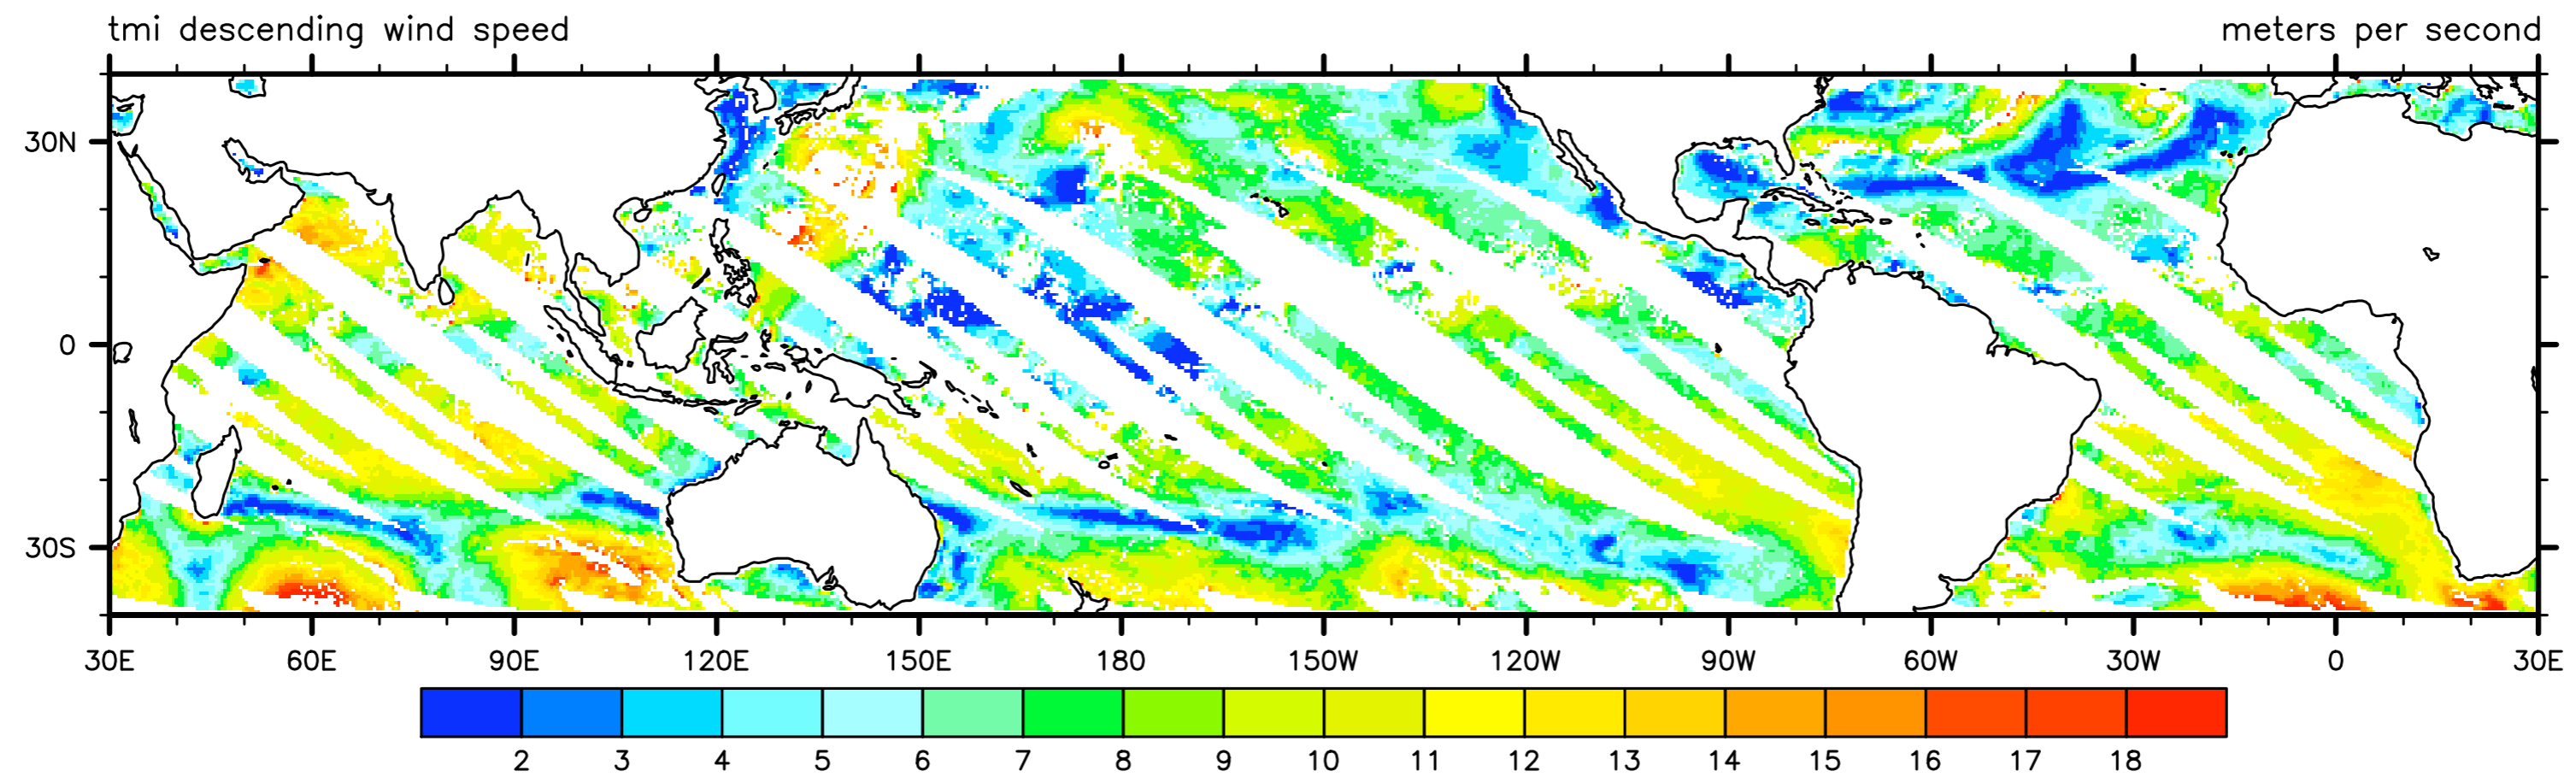 tmi descending wind speed meters per second
30N
0
30S
30E 60E 90E 120E 150E 180 150W 120W 90W 60W 30W 0 30E
2 3 4 5 6 7 8 9 10 11 12 13 14 15 16 17 18